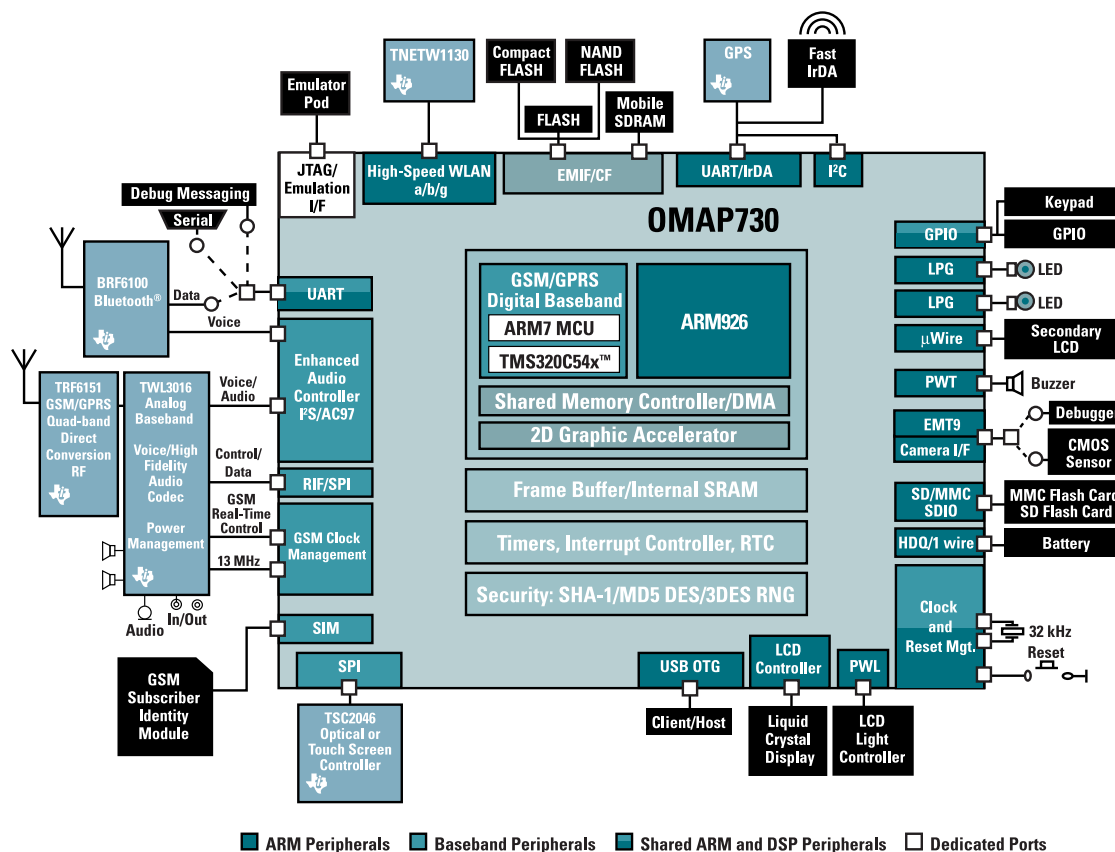 TNETW1130
Compact
FLASH
NAND
FLASH
GPS
Fast
IrDA
Emulator
Pod
FLASH
Mobile
SDRAM
JTAG/
Emulation
I/F
High-Speed WLAN
a/b/g
EMIF/CF
UART/IrDA
I²C
OMAP730
Debug Messaging
Serial
BRF6100
Bluetooth®
Data
Voice
UART
Enhanced
Audio
Controller
I²S/AC97
TRF6151
GSM/GPRS
Quad-band
Direct
Conversion
RF
TWL3016
Analog
Baseband
Voice/High
Fidelity
Audio
Codec
Power
Management
Voice/
Audio
Control/
Data
GSM
Real-Time
Control
13 MHz
RIF/SPI
GSM Clock
Management
Audio
In/Out
SIM
GSM
Subscriber
Identity
Module
SPI
TSC2046
Optical or
Touch Screen
Controller
GSM/GPRS
Digital Baseband
ARM7 MCU
TMS320C54x™
ARM926
Shared Memory Controller/DMA
2D Graphic Accelerator
Frame Buffer/Internal SRAM
Timers, Interrupt Controller, RTC
Security: SHA-1/MD5 DES/3DES RNG
GPIO
Keypad
GPIO
LPG
LED
LPG
LED
µWire
Secondary
LCD
PWT
Buzzer
EMT9
Camera I/F
Debugger
CMOS
Sensor
SD/MMC
SDIO
MMC Flash Card
SD Flash Card
HDQ/1 wire
Battery
Clock
and
Reset Mgt.
32 kHz
Reset
USB OTG
Client/Host
LCD
Controller
Liquid
Crystal
Display
PWL
LCD
Light
Controller
ARM Peripherals
Baseband Peripherals
Shared ARM and DSP Peripherals
Dedicated Ports